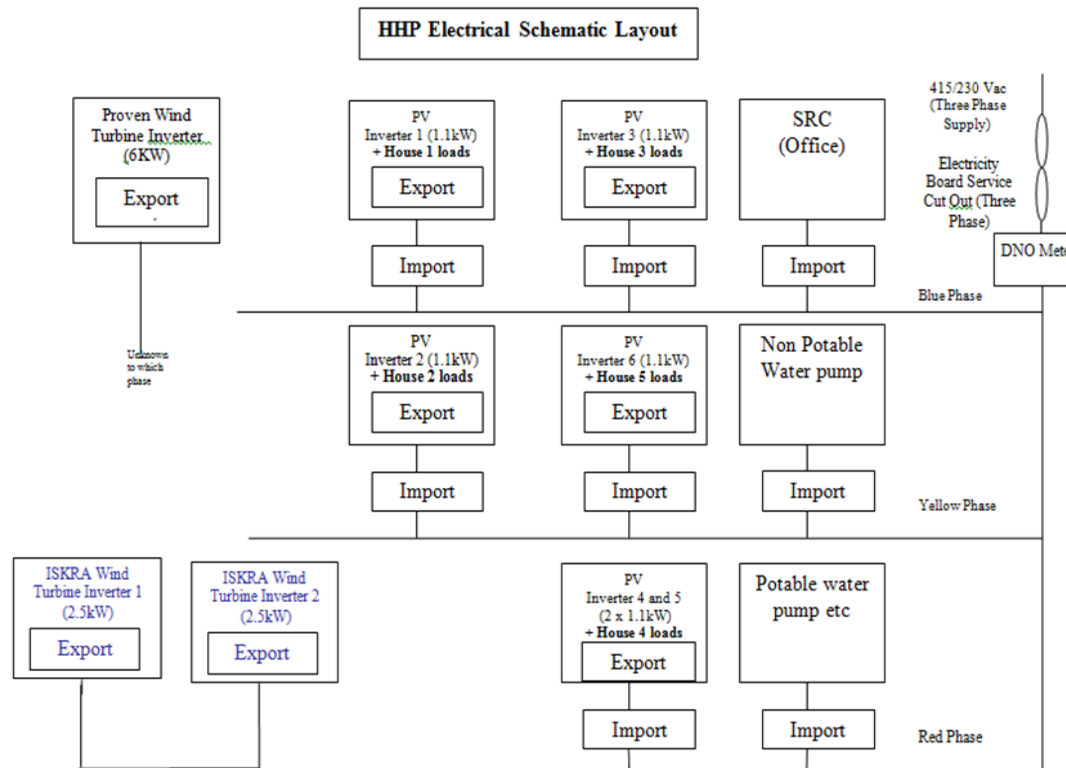 HHP Electrical Schematic Layout
Proven Wind
Turbine Inverter
(6KW)
Export
PV
Inverter 1 (1.1kW)
+ House 1 loads
Export
Import
PV
Inverter 3 (1.1kW)
+ House 3 loads
Export
Import
SRC
(Office)
Import
415/230 Vac
(Three Phase
Supply)
Electricity
Board Service
Cut Out (Three
Phase)
DNO Mete
Blue Phase
Unknown
to which
phase
PV
Inverter 2 (1.1kW)
+ House 2 loads
Export
Import
PV
Inverter 6 (1.1kW)
+ House 5 loads
Export
Import
Non Potable
Water pump
Import
Yellow Phase
ISKRA Wind
Turbine Inverter 1
(2.5kW)
Export
ISKRA Wind
Turbine Inverter 2
(2.5kW)
Export
PV
Inverter 4 and 5
(2 x 1.1kW)
+ House 4 loads
Export
Import
Potable water
pump etc
Import
Red Phase